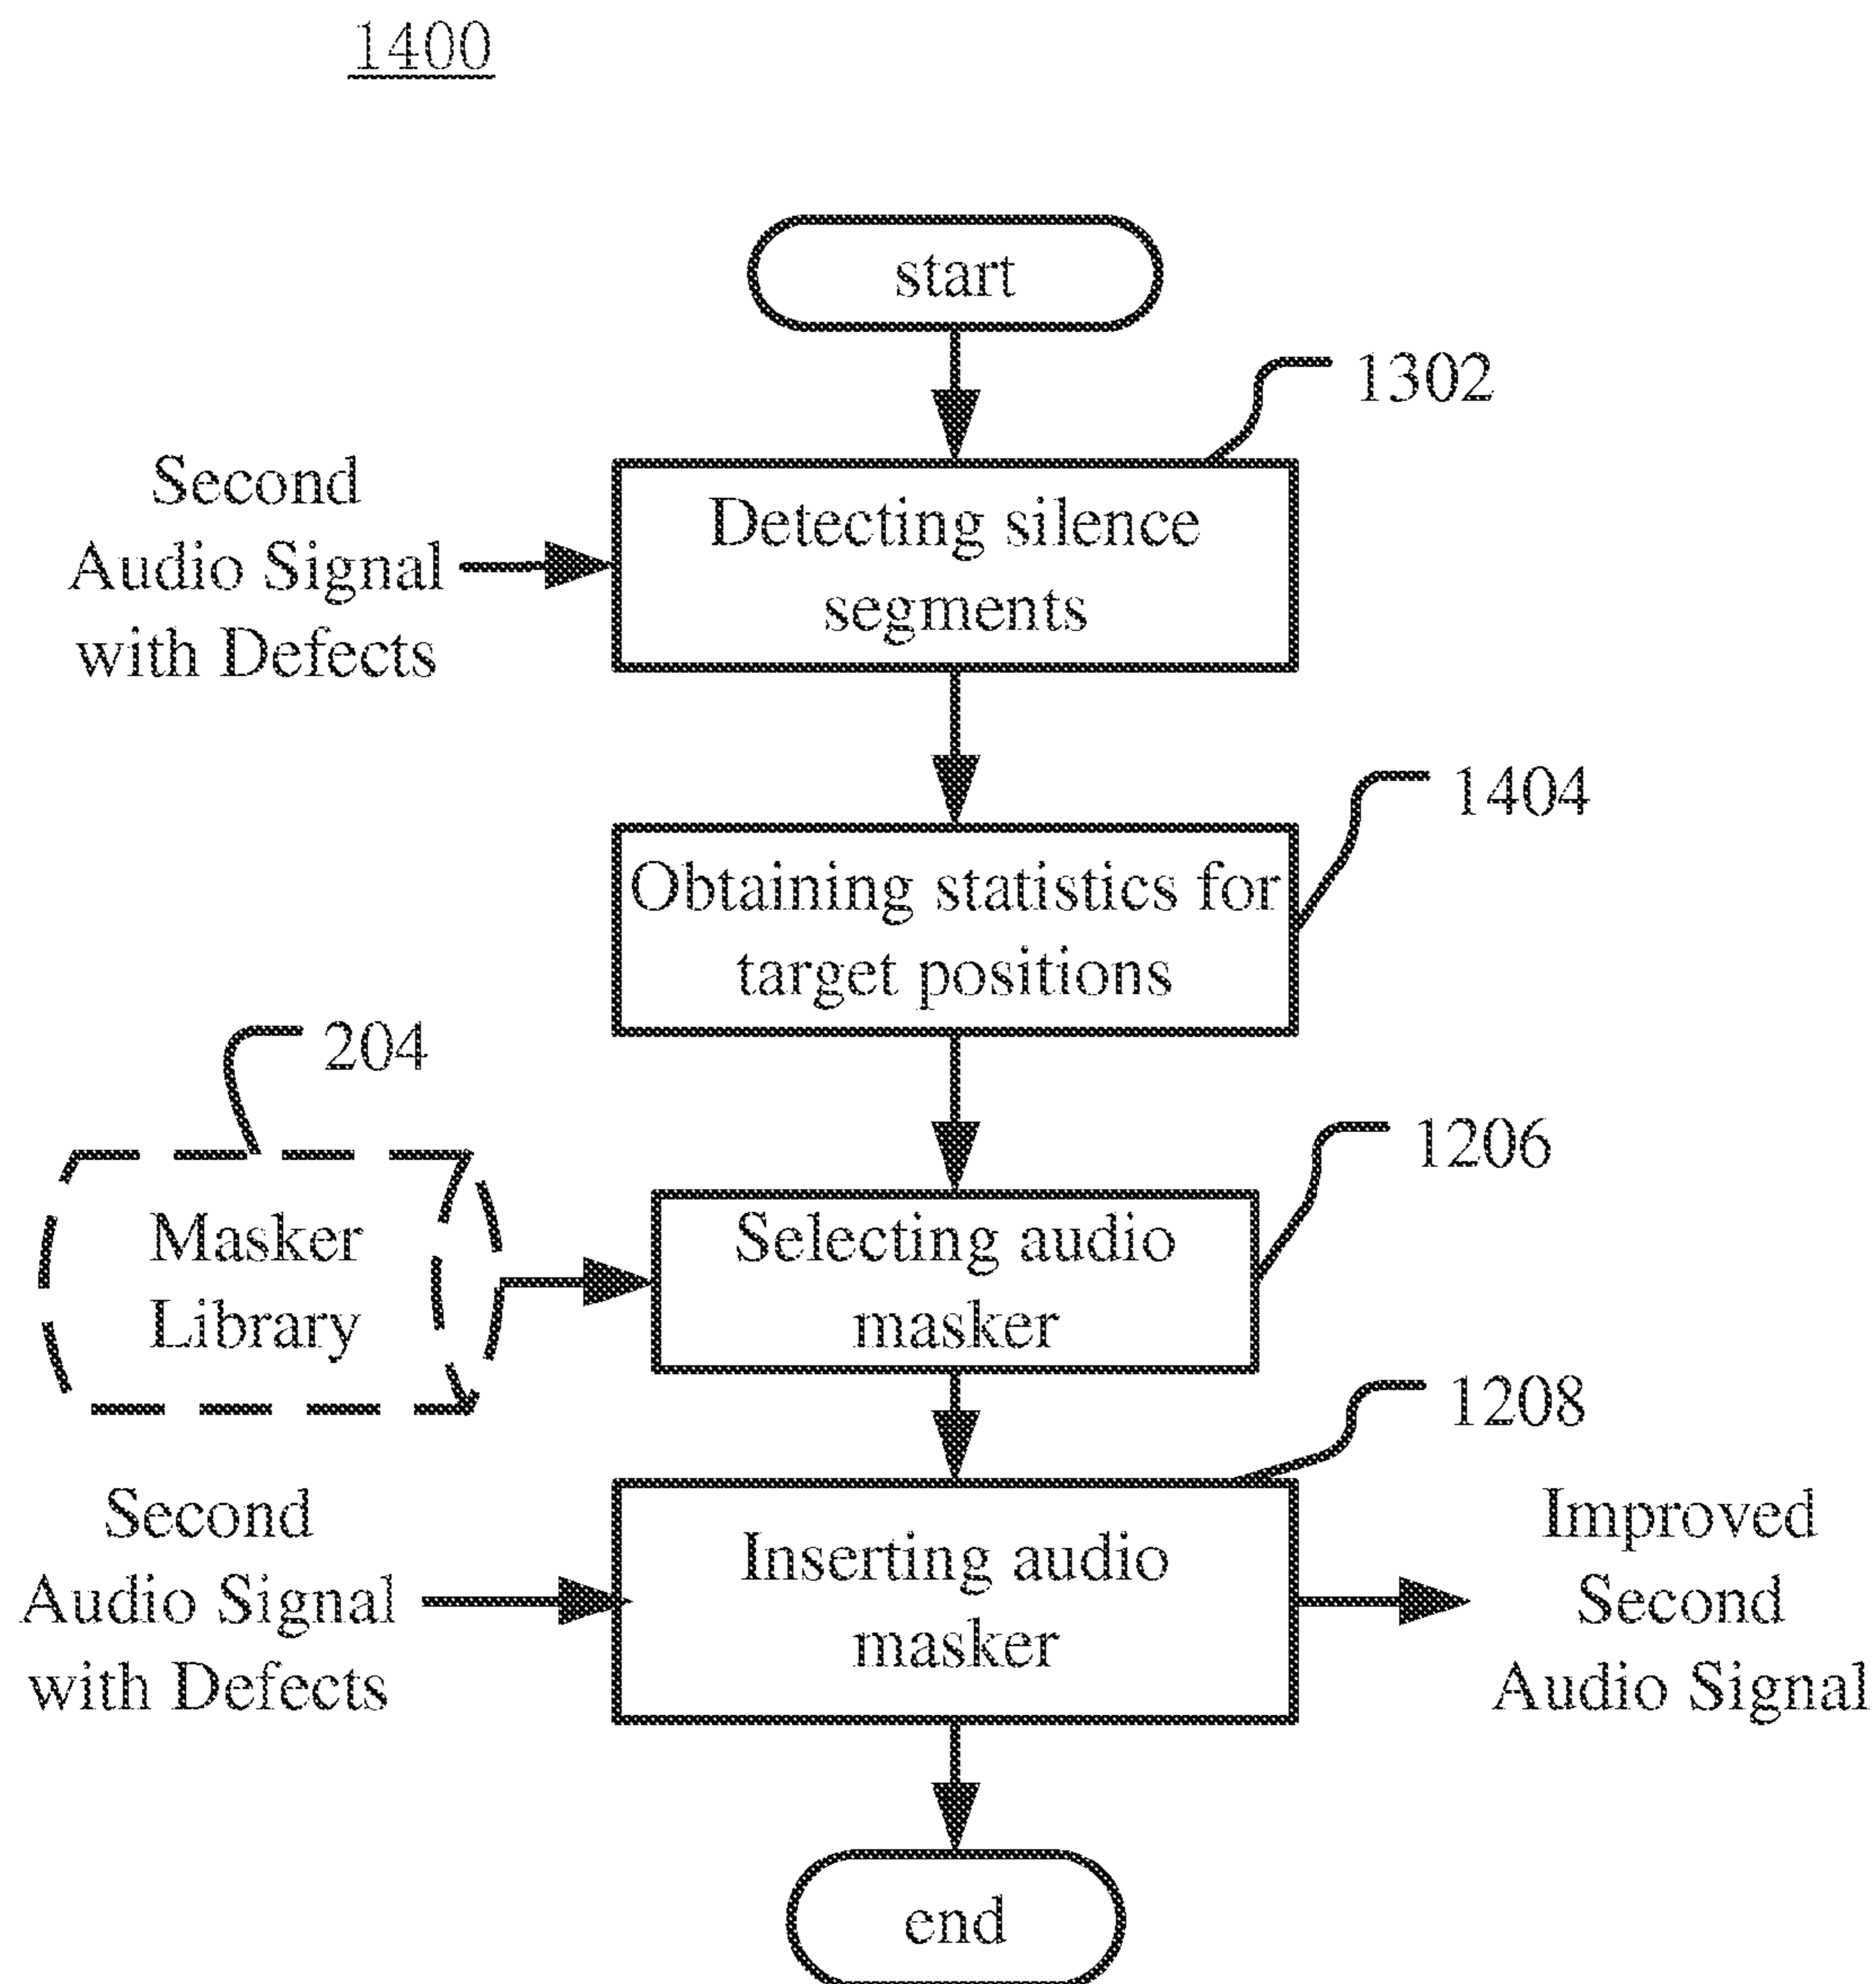 1400
start
1302
Second
Audio Signal
with Defects
Detecting silence
segments
1404
Obtaining statistics for
target positions
204
Masker
Library
1206
Selecting audio
masker
1208
Second
Audio Signal
with Defects
Inserting audio
masker
Improved
Second
Audio Signal
end